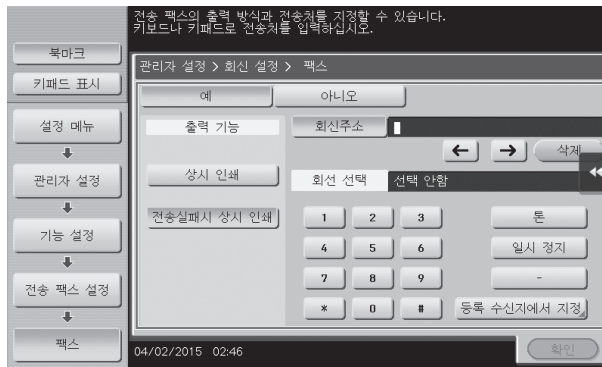 전송 팩스의 출력 방식과 전송처를 지정할 수 있습니다.
키보드나 키패드로 전송처를 입력하십시오.
북마크
키패드 표시
설정 메뉴
관리자 설정
기능 설정
전송 팩스 설정
팩스
관리자 설정 > 회신 설정 > 팩스
예
아니오
출력 기능
상시 인쇄
전송실패시 상시 인쇄
회신주소
← → 삭제
회선 선택 선택 안함
1 2 3 톤
4 5 6 일시 정지
7 8 9 -
* 0 # 등록 수신지에서 지정
04/02/2015 02:46
확인